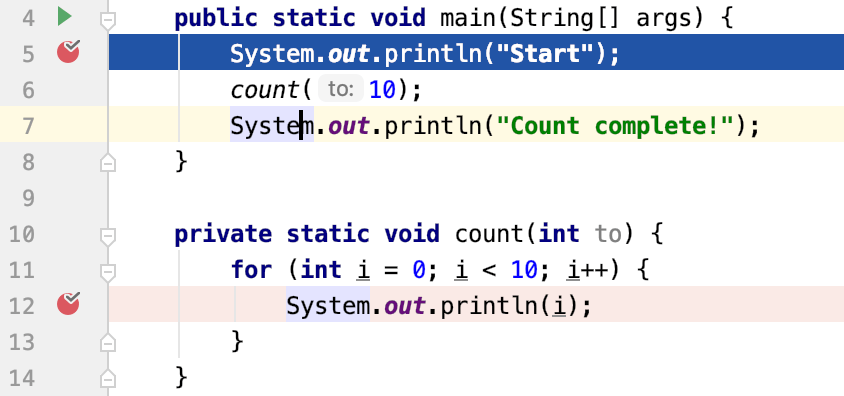 4 public static void main(String[] args) {
5 System.out.println("Start");
6 count( to: 10);
7 System.out.println("Count complete!");
8 }
9
10 private static void count(int to) {
11 for (int i = 0; i < 10; i++) {
12 System.out.println(i);
13 }
14 }